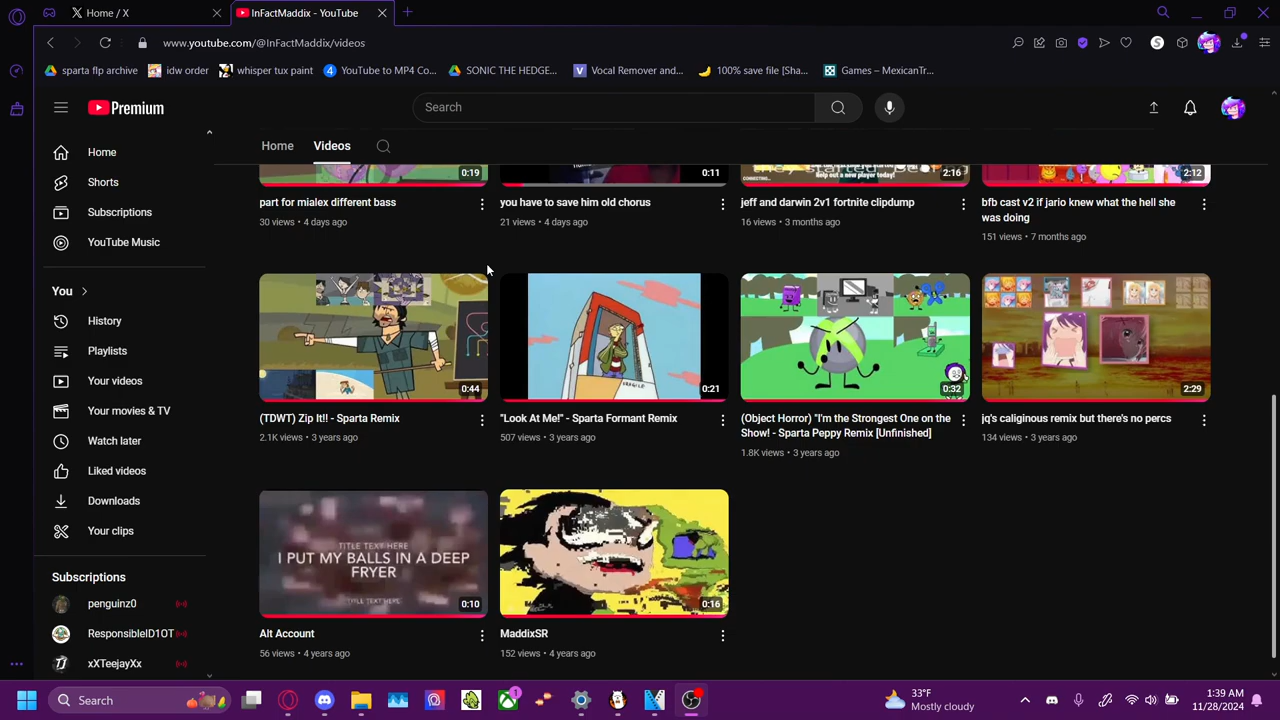 Home / X
InFactMaddix - YouTube
www.youtube.com/@InFactMaddix/videos
sparta flp archive
idw order
whisper tux paint
YouTube to MP4 Co...
SONIC THE HEDGE...
Vocal Remover and...
100% save file [Sha...
Games – MexicanTr...
Premium
Search
Home
Videos
Home
Shorts
Subscriptions
YouTube Music
You
History
Playlists
Your videos
Your movies & TV
Watch later
Liked videos
Downloads
Your clips
Subscriptions
penguinz0
ResponsibleID1OT
xXTeejayXx
0:19
0:11
Help out a new player today!
CONNECTING...
2:16
2:12
part for mialex different bass
30 views • 4 days ago
you have to save him old chorus
21 views • 4 days ago
jeff and darwin 2v1 fortnite clipdump
16 views • 3 months ago
bfb cast v2 if jario knew what the hell she
was doing
151 views • 7 months ago
0:44
FRAGILE
0:21
0:32
2:29
(TDWT) Zip It!! - Sparta Remix
2.1K views • 3 years ago
"Look At Me!" - Sparta Formant Remix
507 views • 3 years ago
(Object Horror) "I'm the Strongest One on the
Show! - Sparta Peppy Remix [Unfinished]
1.8K views • 3 years ago
jq's caliginous remix but there's no percs
134 views • 3 years ago
TITLE TEXT HERE
I PUT MY BALLS IN A DEEP
FRYER
TITLE TEXT HERE
0:10
0:16
Alt Account
56 views • 4 years ago
MaddixSR
152 views • 4 years ago
Search
1
33°F
Mostly cloudy
1:39 AM
11/28/2024